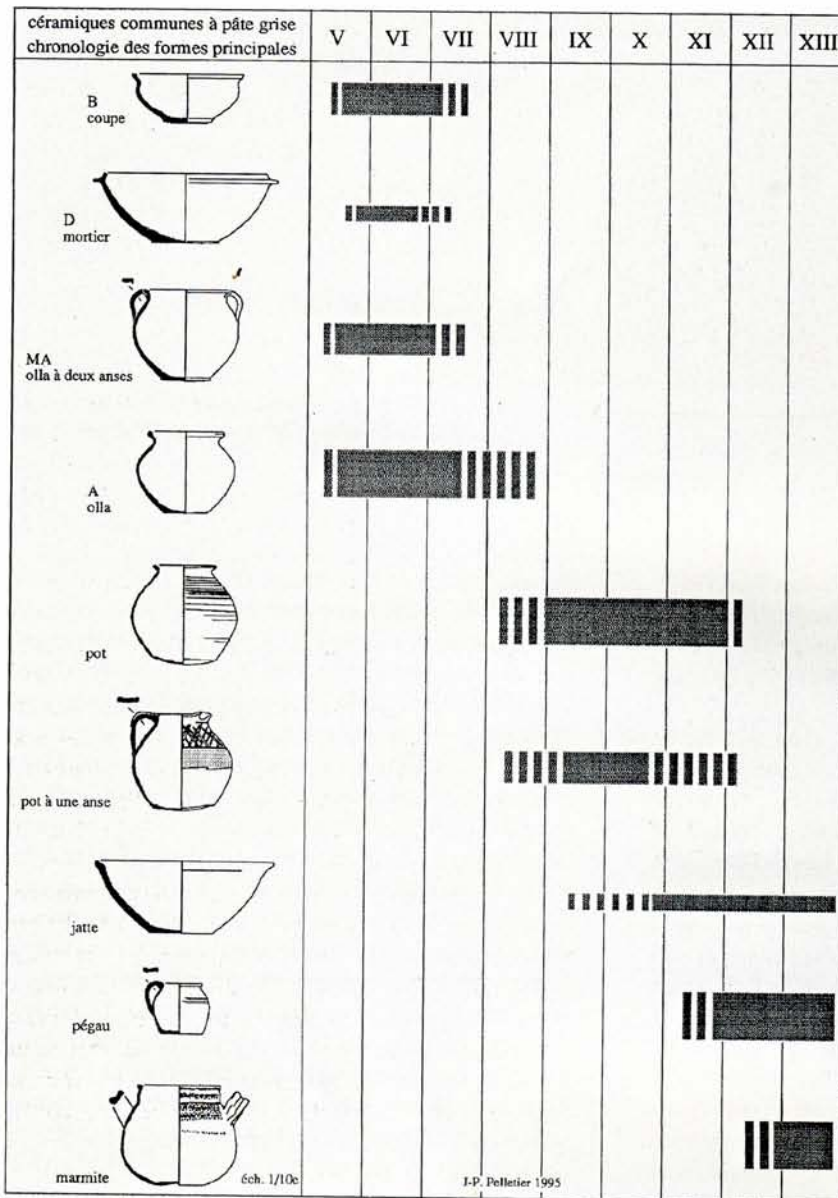 céramiques communes à pâte grise
chronologie des formes principales
V VI VII VIII IX X XI XII XIII
B
coupe
D
mortier
MA
olla à deux anses
A
olla
pot
pot à une anse
jatte
pégau
marmite
éch. 1/10e
J-P. Pelletier 1995